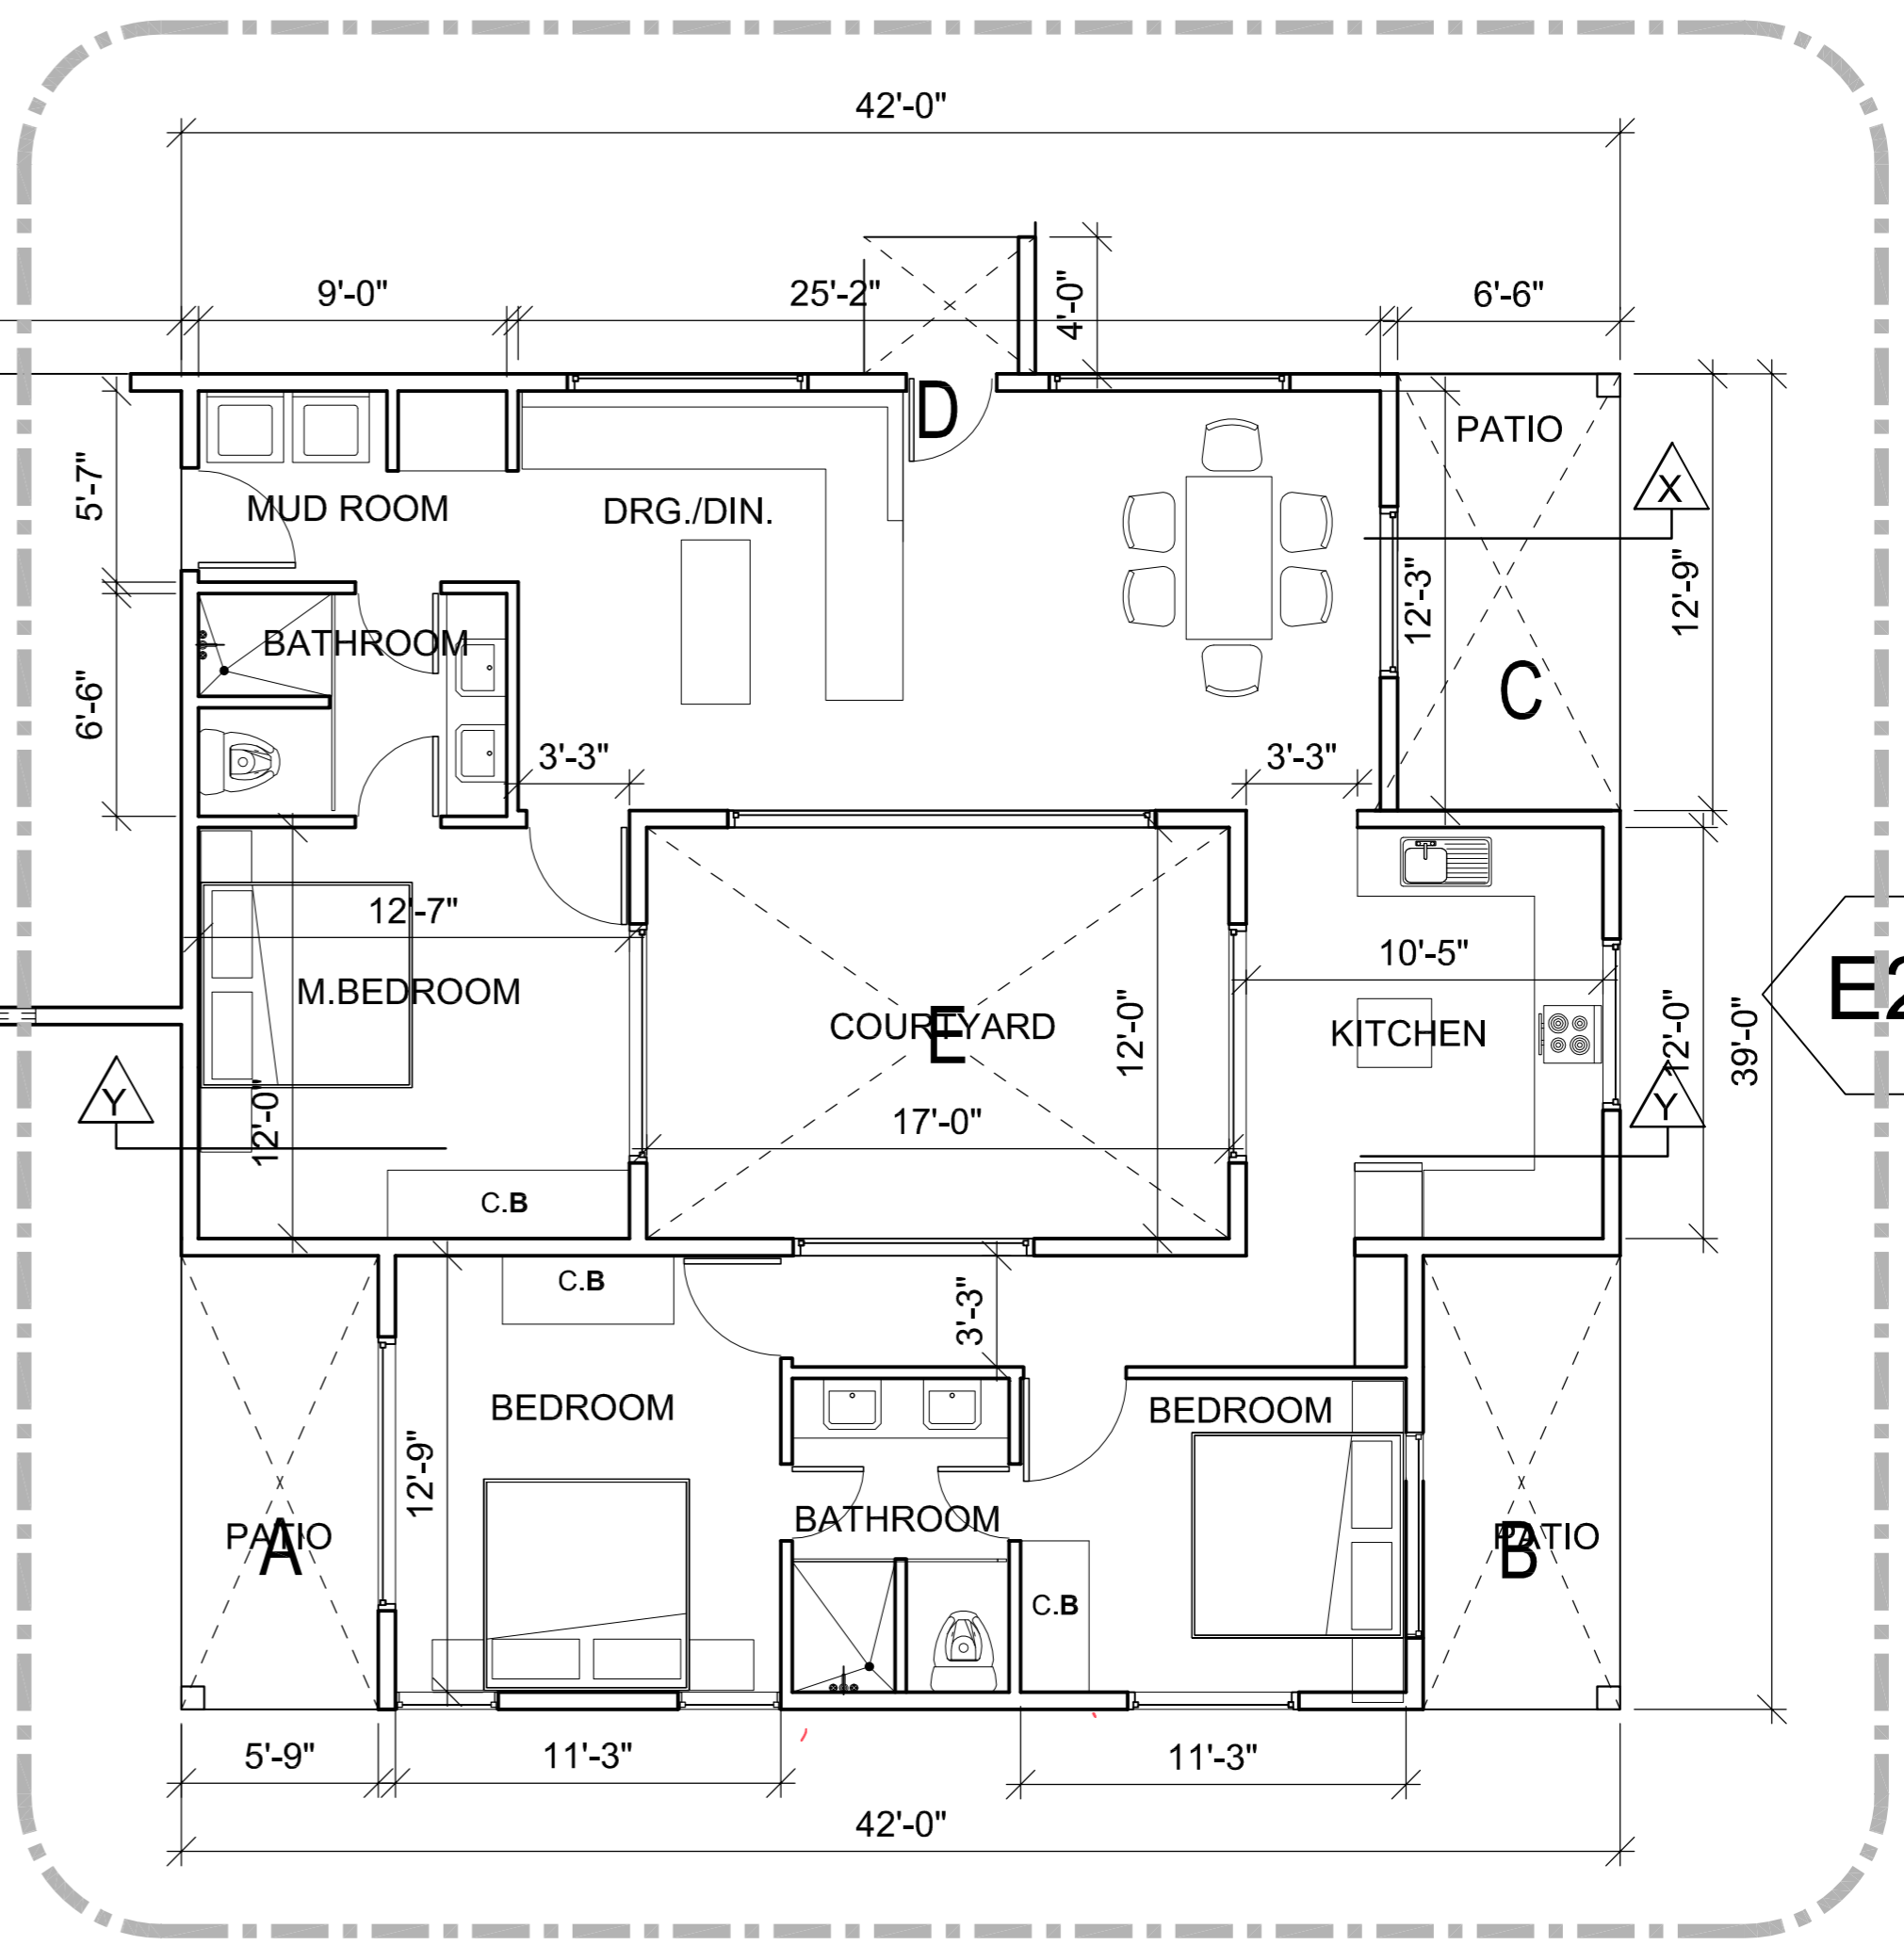 42'-0"
9'-0"
25'-2"
4'-0"
6'-6"
D
PATIO
X
5'-7"
MUD ROOM
DRG./DIN.
12'-3"
12'-9"
BATHROOM
6'-6"
C
3'-3"
3'-3"
12'-7"
10'-5"
M.BEDROOM
COURTYARD
E
12'-0"
KITCHEN
12'-0"
39'-0"
E2
Y
12'-0"
17'-0"
Y
C.B
C.B
3'-3"
BEDROOM
BEDROOM
12'-9"
PATIO
A
BATHROOM
PATIO
B
C.B
5'-9"
11'-3"
11'-3"
42'-0"